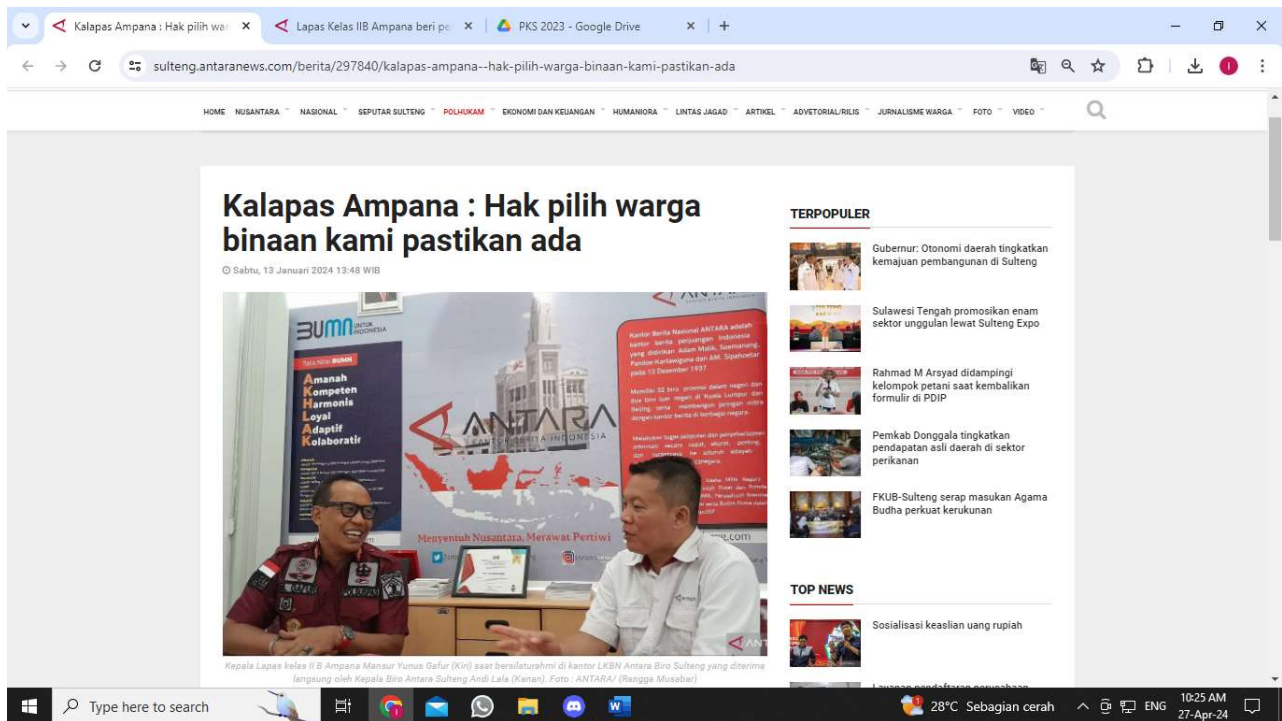 Kalapas Ampana : Hak pilih war
Lapas Kelas IIB Ampana beri pe
PKS 2023 - Google Drive
sulteng.antaranews.com/berita/297840/kalapas-ampana--hak-pilih-warga-binaan-kami-pastikan-ada
HOME NUSANTARA NASIONAL SEPUTAR SULTENG POLHUKAM EKONOMI DAN KEUANGAN HUMANIORA LINTAS JAGAD ARTIKEL ADVETORIAL/RILIS JURNALISME WARGA FOTO VIDEO
Kalapas Ampana : Hak pilih warga
binaan kami pastikan ada
Sabtu, 13 Januari 2024 13:48 WIB
BUMN UNTUK
INDONESIA
BUMN
Amanah
Kompeten
Harmonis
Loyal
Adaptif
Kolaboratif
ANTARA
KANTOR BERITA INDONESIA
Kantor Berita Nasional ANTARA adalah
kantor berita perjuangan Indonesia
yang didirikan Adam Malik, Soemanang,
Pandoe Kartawiguna dan AM. Sipahoetar
pada 13 Desember 1937
Menyentuh Nusantara, Merawat Pertiwi
Kepala Lapas kelas II B Ampana Mansur Yunus Gafur (Kiri) saat bersilaturahmi di kantor LKBN Antara Biro Sulteng yang diterima
langsung oleh Kepala Biro Antara Sulteng Andi Lala (Kanan). Foto : ANTARA/ (Rangga Musabar)
TERPOPULER
Gubernur: Otonomi daerah tingkatkan
kemajuan pembangunan di Sulteng
Sulawesi Tengah promosikan enam
sektor unggulan lewat Sulteng Expo
Rahmad M Arsyad didampingi
kelompok petani saat kembalikan
formulir di PDIP
Pemkab Donggala tingkatkan
pendapatan asli daerah di sektor
perikanan
FKUB-Sulteng serap masukan Agama
Budha perkuat kerukunan
TOP NEWS
Sosialisasi keaslian uang rupiah
Layanan pendaftaran perusahaan
Type here to search
28°C Sebagian cerah
ENG
10:25 AM
27-Apr-24